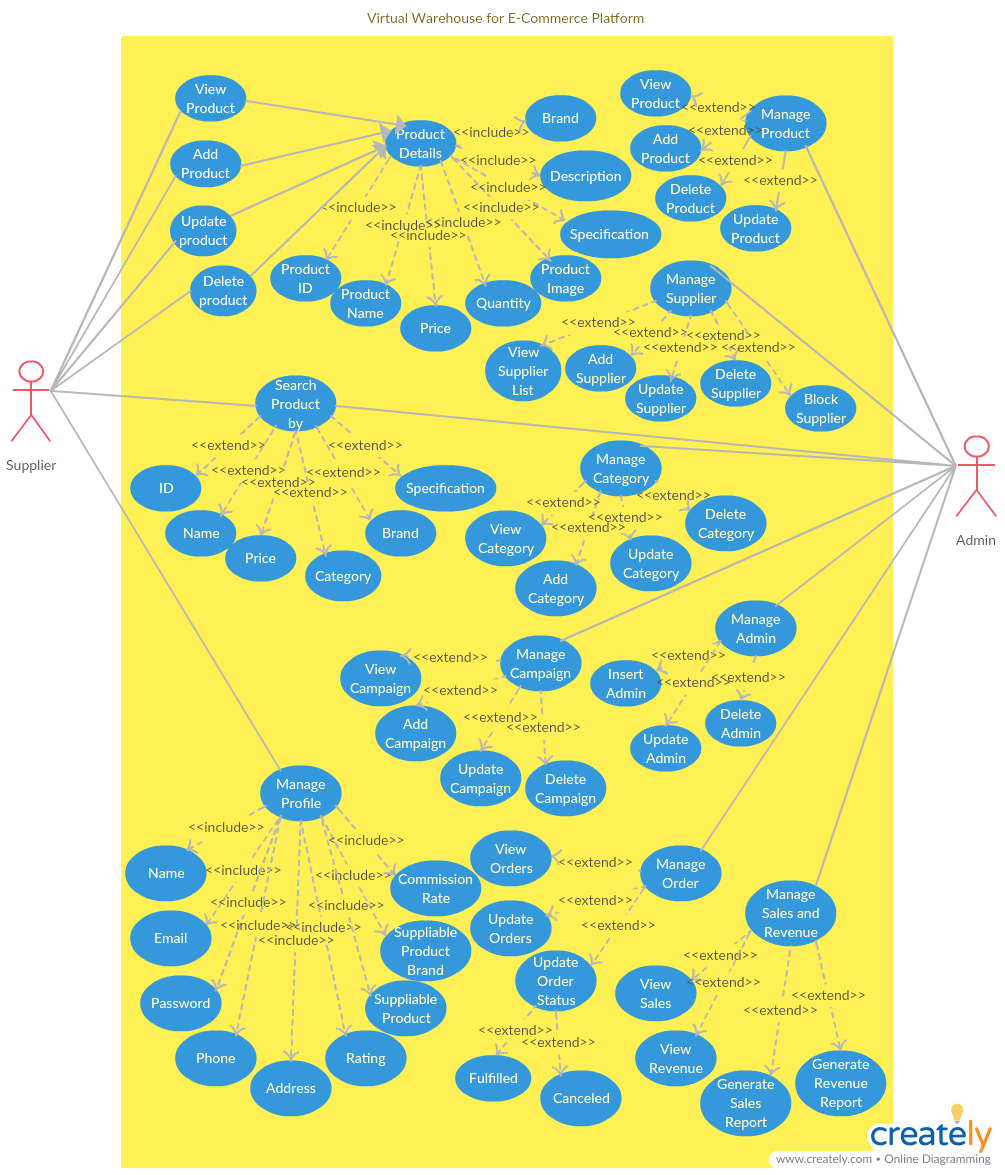 Virtual Warehouse for E-Commerce Platform
View
Product
Add
Product
Update
product
Delete
product
Product
Details
<<include>>
<<include>>
<<include>>
<<include>>
<<include>>
<<include>>
<<include>>
<<include>>
Brand
Description
Specification
Product
Image
Quantity
Price
Product
Name
Product
ID
View
Product
Add
Product
Delete
Product
Update
Product
Manage
Product
<<extend>>
<<extend>>
<<extend>>
<<extend>>
Manage
Supplier
<<extend>>
<<extend>>
<<extend>>
<<extend>>
<<extend>>
View
Supplier
List
Add
Supplier
Update
Supplier
Delete
Supplier
Block
Supplier
Supplier
Search
Product
by
<<extend>>
<<extend>>
<<extend>>
<<extend>>
<<extend>>
<<extend>>
ID
Name
Price
Category
Brand
Specification
Manage
Category
<<extend>>
<<extend>>
<<extend>>
<<extend>>
View
Category
Add
Category
Update
Category
Delete
Category
Admin
Manage
Campaign
<<extend>>
<<extend>>
<<extend>>
<<extend>>
View
Campaign
Add
Campaign
Update
Campaign
Delete
Campaign
Manage
Admin
<<extend>>
<<extend>>
<<extend>>
Insert
Admin
Update
Admin
Delete
Admin
Manage
Profile
<<include>>
<<include>>
<<include>>
<<include>>
<<include>>
<<include>>
<<include>>
<<include>>
<<include>>
Name
Email
Password
Phone
Address
Rating
Suppliable
Product
Suppliable
Product
Brand
Commission
Rate
View
Orders
Update
Orders
Update
Order
Status
Manage
Order
<<extend>>
<<extend>>
<<extend>>
<<extend>>
<<extend>>
Fulfilled
Canceled
Manage
Sales and
Revenue
<<extend>>
<<extend>>
<<extend>>
<<extend>>
View
Sales
View
Revenue
Generate
Sales
Report
Generate
Revenue
Report
creately
www.creately.com • Online Diagramming